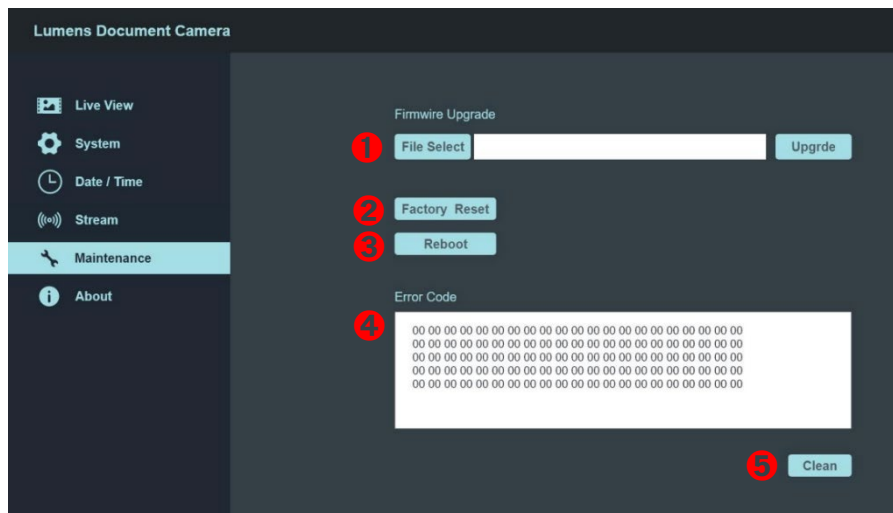 Lumens Document Camera
Live View
System
Date / Time
Stream
Maintenance
About
Firmwire Upgrade
1 File Select Upgrde
2 Factory Reset
3 Reboot
Error Code
4
00 00 00 00 00 00 00 00 00 00 00 00 00 00 00 00 00 00 00 00 00
00 00 00 00 00 00 00 00 00 00 00 00 00 00 00 00 00 00 00 00 00
00 00 00 00 00 00 00 00 00 00 00 00 00 00 00 00 00 00 00 00 00
00 00 00 00 00 00 00 00 00 00 00 00 00 00 00 00 00 00 00 00 00
00 00 00 00 00 00 00 00 00 00 00 00 00 00 00 00 00 00 00 00 00
5 Clean